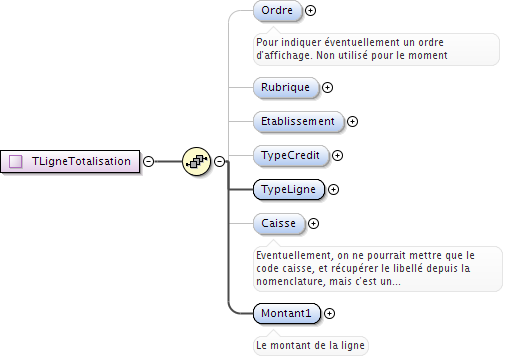 Ordre
Pour indiquer éventuellement un ordre
d'affichage. Non utilisé pour le moment
Rubrique
Etablissement
TLigneTotalisation
TypeCredit
TypeLigne
Caisse
Eventuellement, on ne pourrait mettre que le
code caisse, et récupérer le libellé depuis la
nomenclature, mais c'est un...
Montant1
Le montant de la ligne